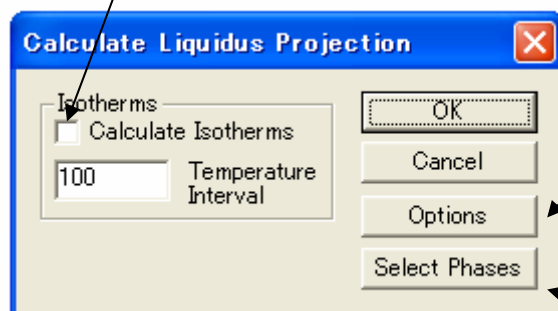 Calculate Liquidus Projection
Isotherms
Calculate Isotherms
100
Temperature
Interval
OK
Cancel
Options
Select Phases